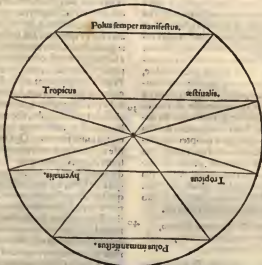 Polus ſemper manifeſtus.
Tropicus æſtiualis.
Tropicus hyemalis.
Polus immanifeſtus.